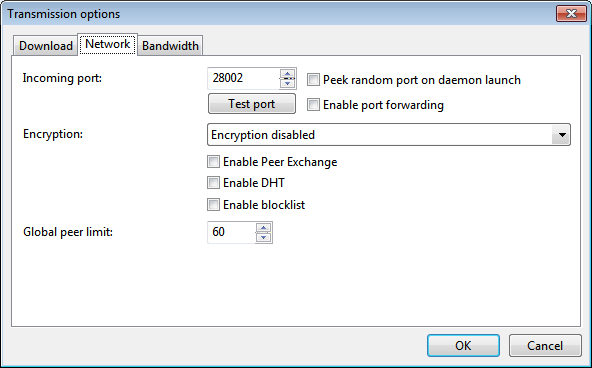 Transmission options
Download Network Bandwidth
Incoming port: 28002 Peek random port on daemon launch
Test port Enable port forwarding
Encryption: Encryption disabled
Enable Peer Exchange
Enable DHT
Enable blocklist
Global peer limit: 60
OK Cancel